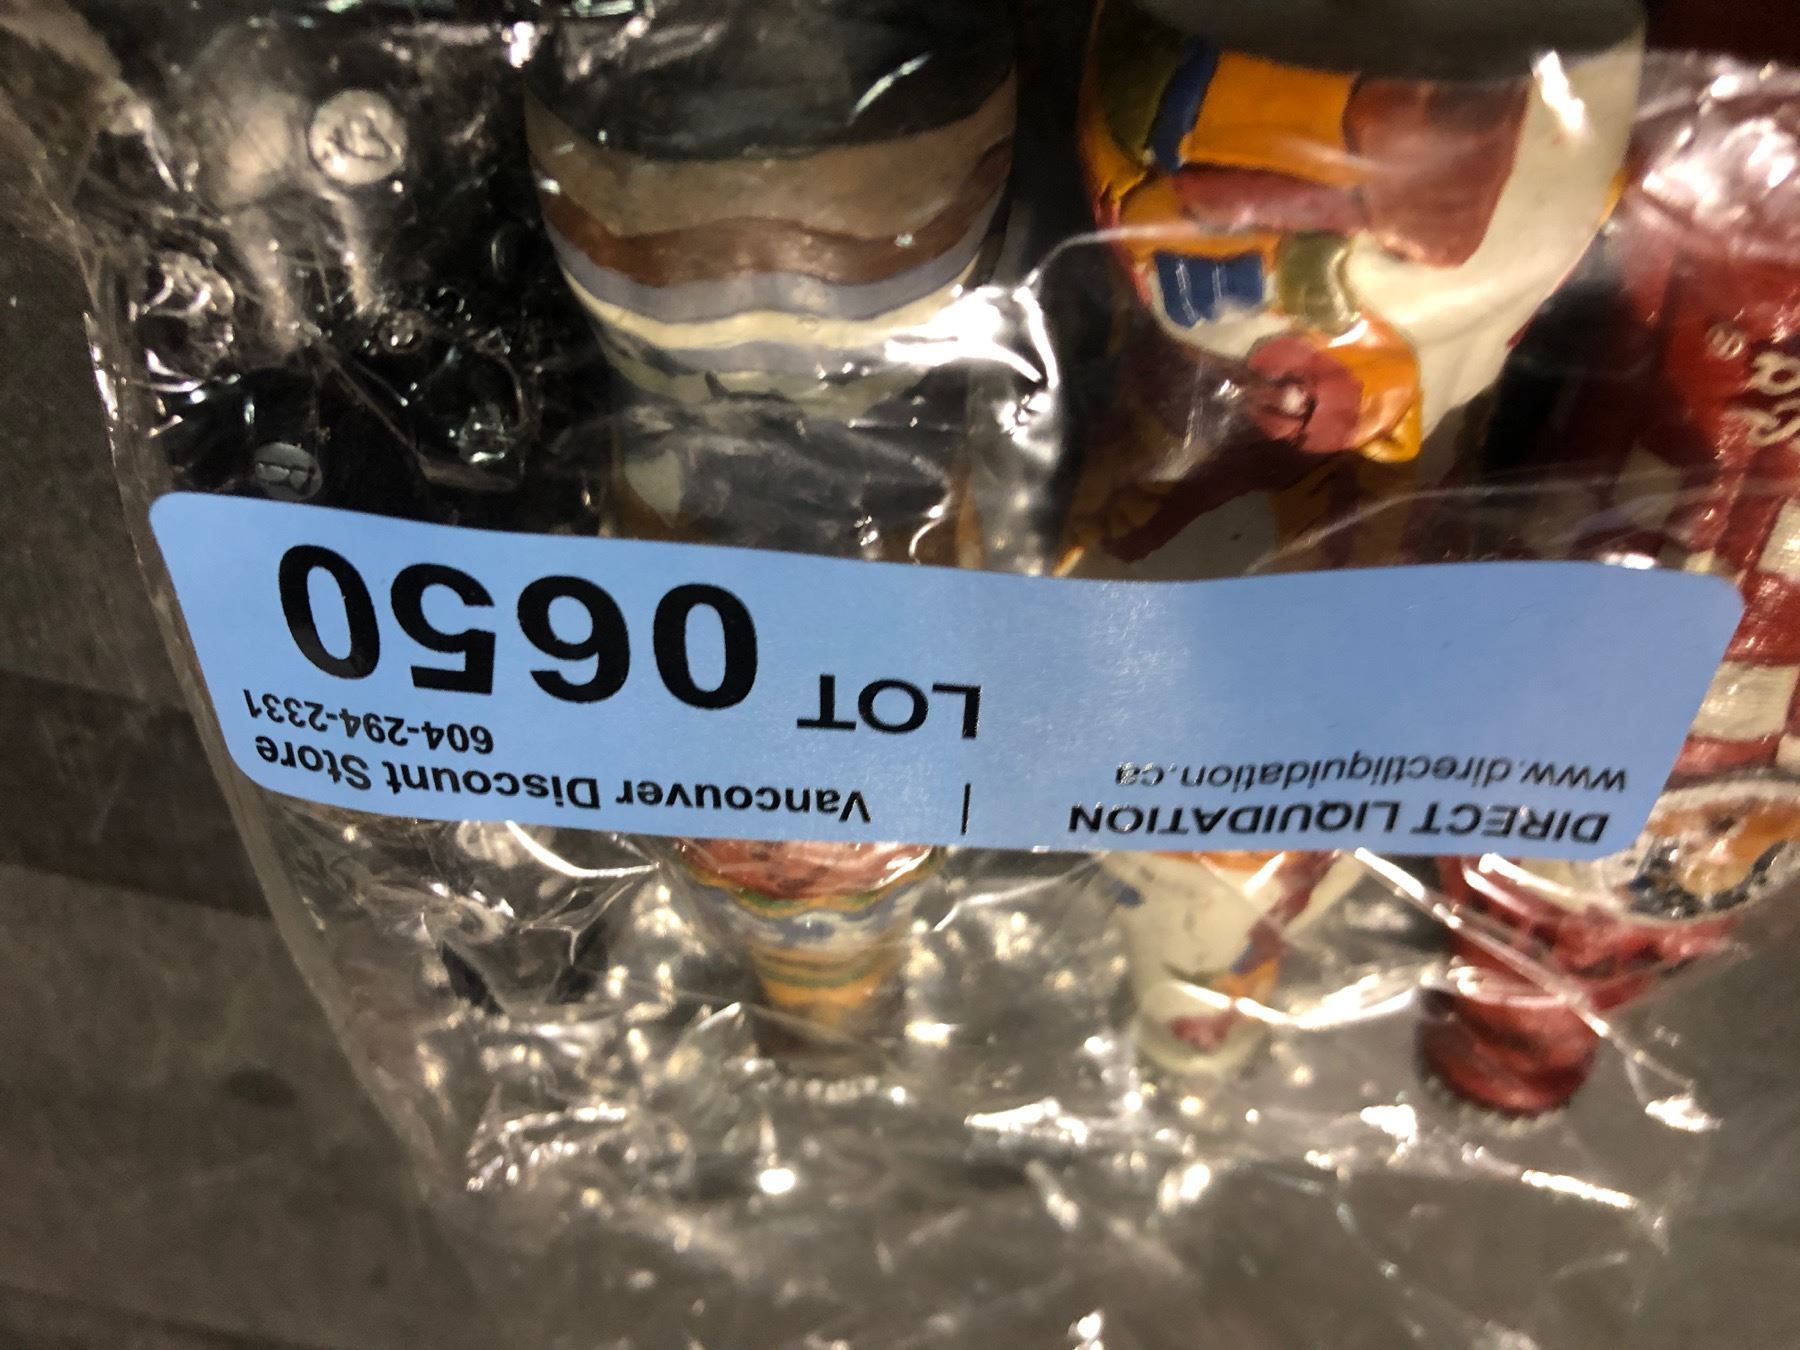 DIRECT LIQUIDATION | Vancouver Discount Store
www.directliquidation.ca 604-294-2331
LOT 0650